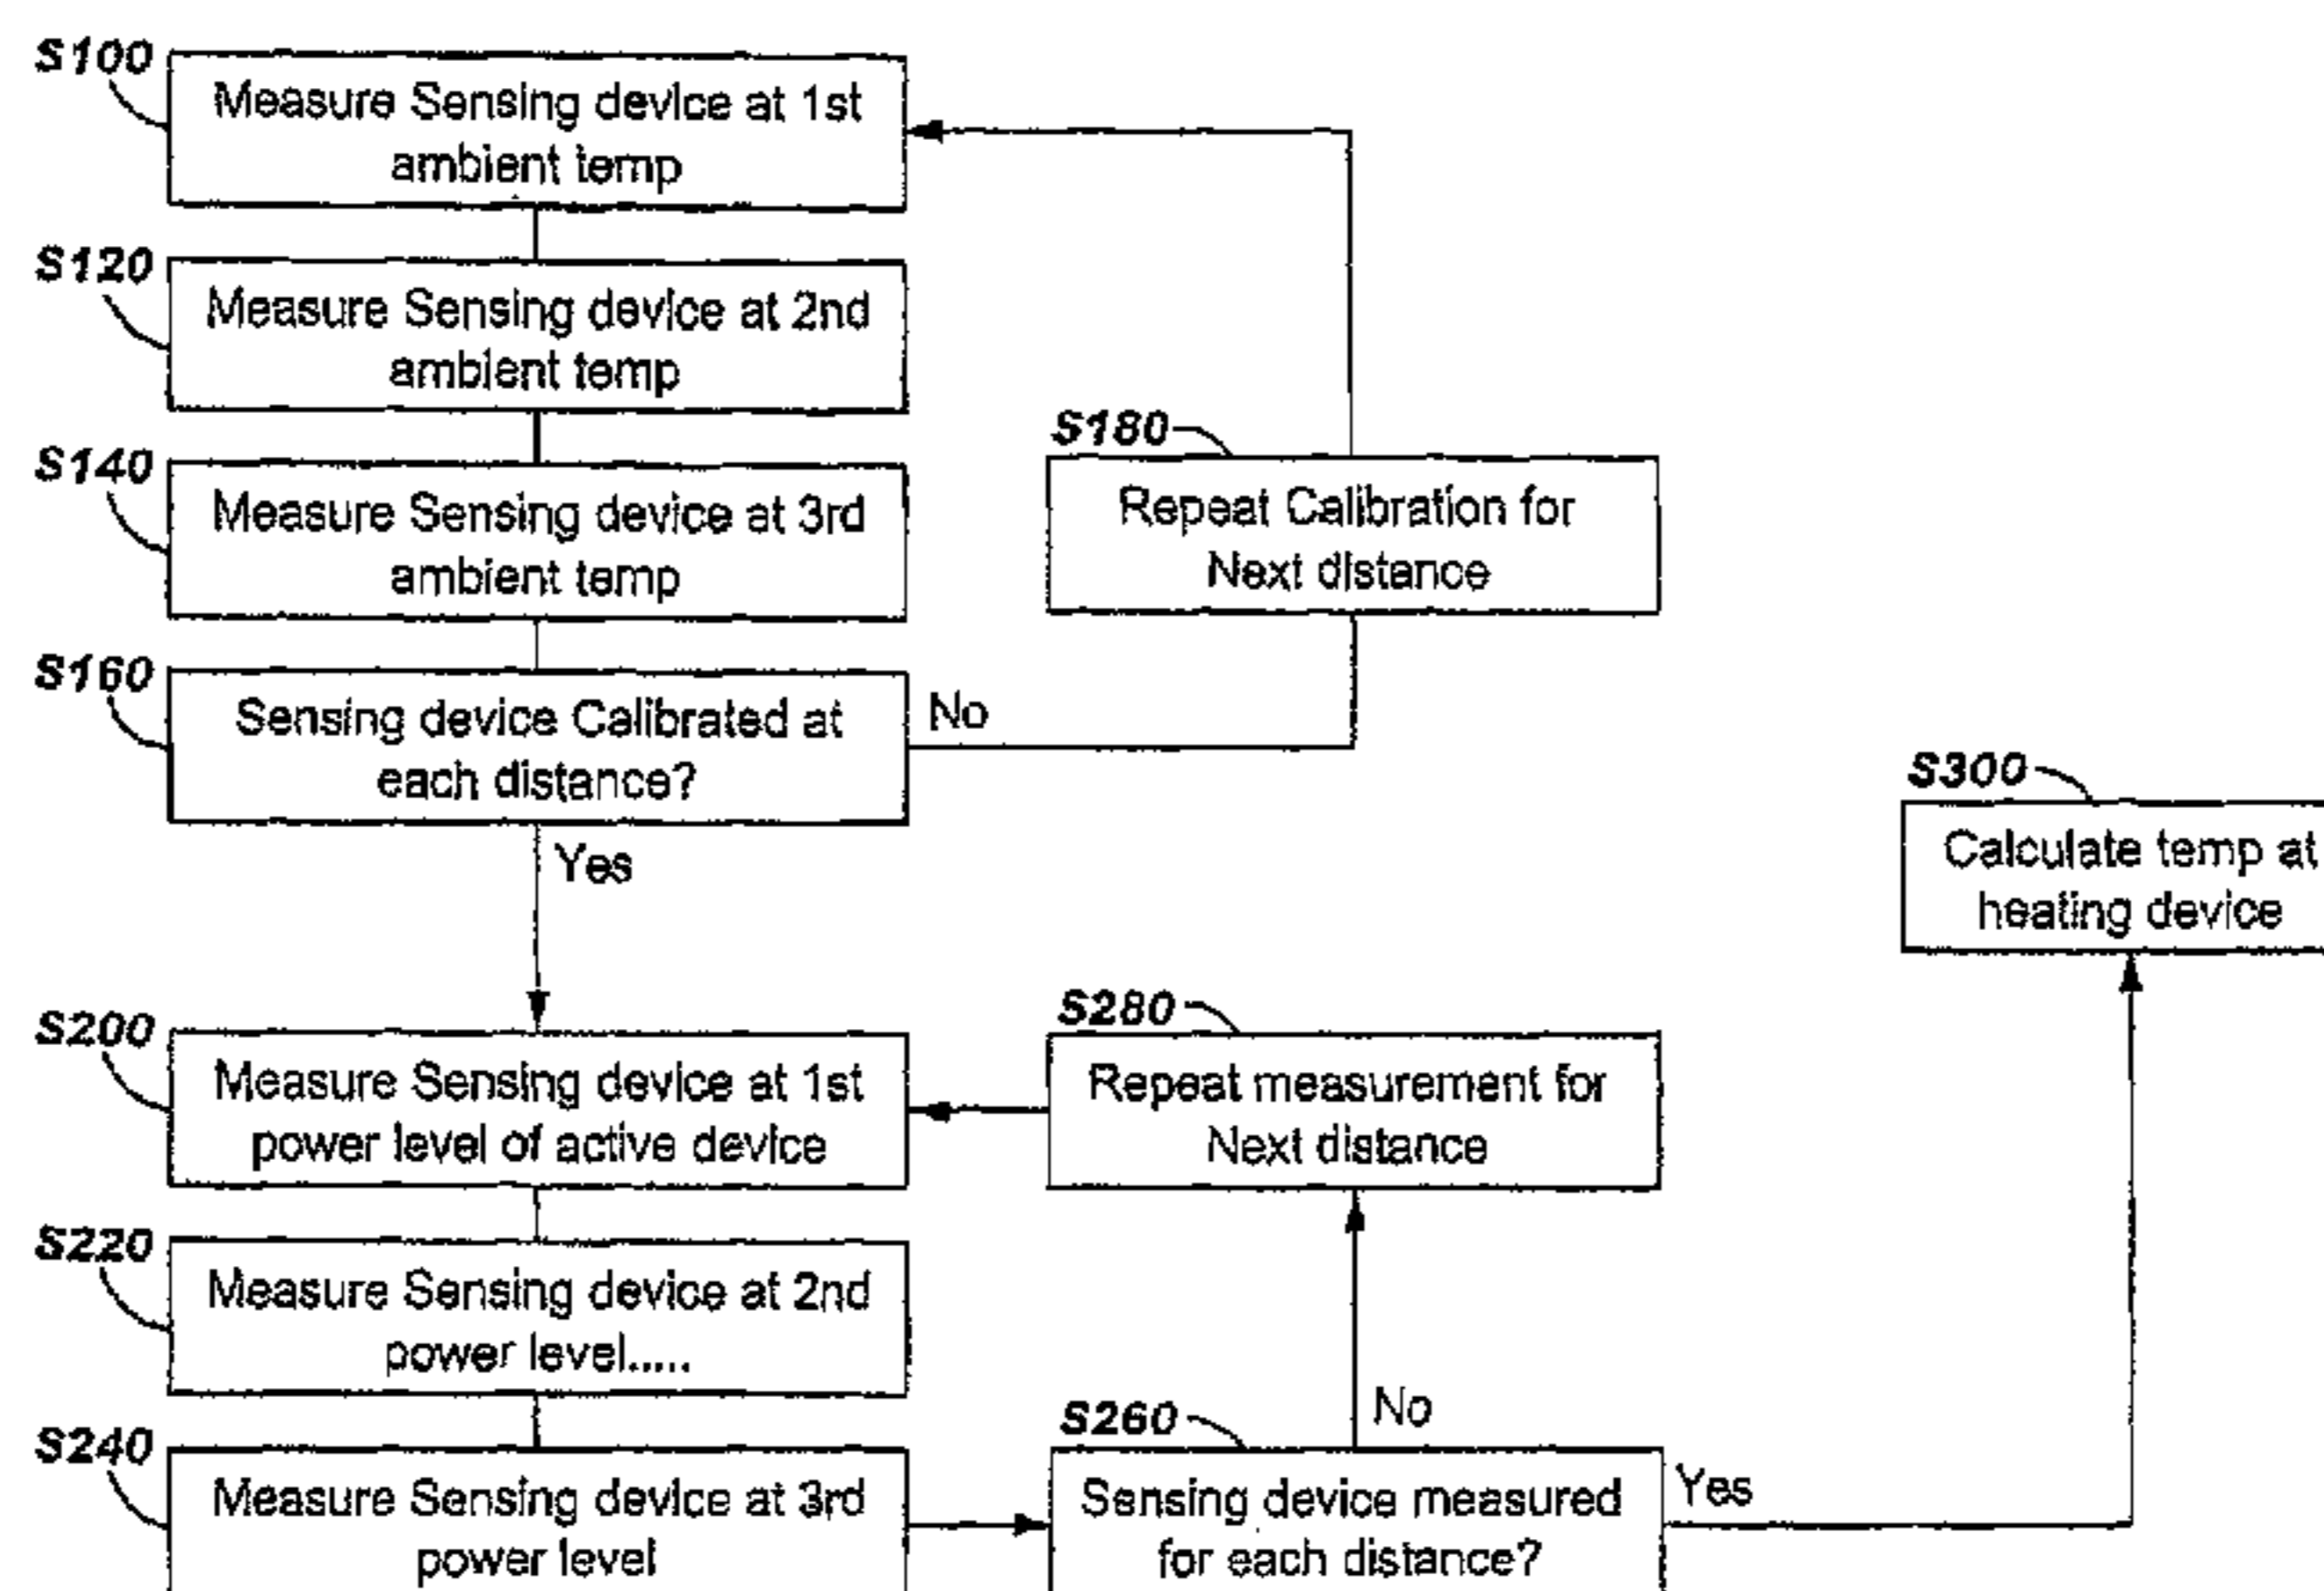 S100
Measure Sensing device at 1st
ambient temp
S120
Measure Sensing device at 2nd
ambient temp
S140
Measure Sensing device at 3rd
ambient temp
S180
Repeat Calibration for
Next distance
S160
Sensing device Calibrated at
each distance?
No
Yes
S300
Calculate temp at
heating device
S200
Measure Sensing device at 1st
power level of active device
S280
Repeat measurement for
Next distance
S220
Measure Sensing device at 2nd
power level.....
S240
Measure Sensing device at 3rd
power level
S260
No
Sensing device measured
for each distance?
Yes